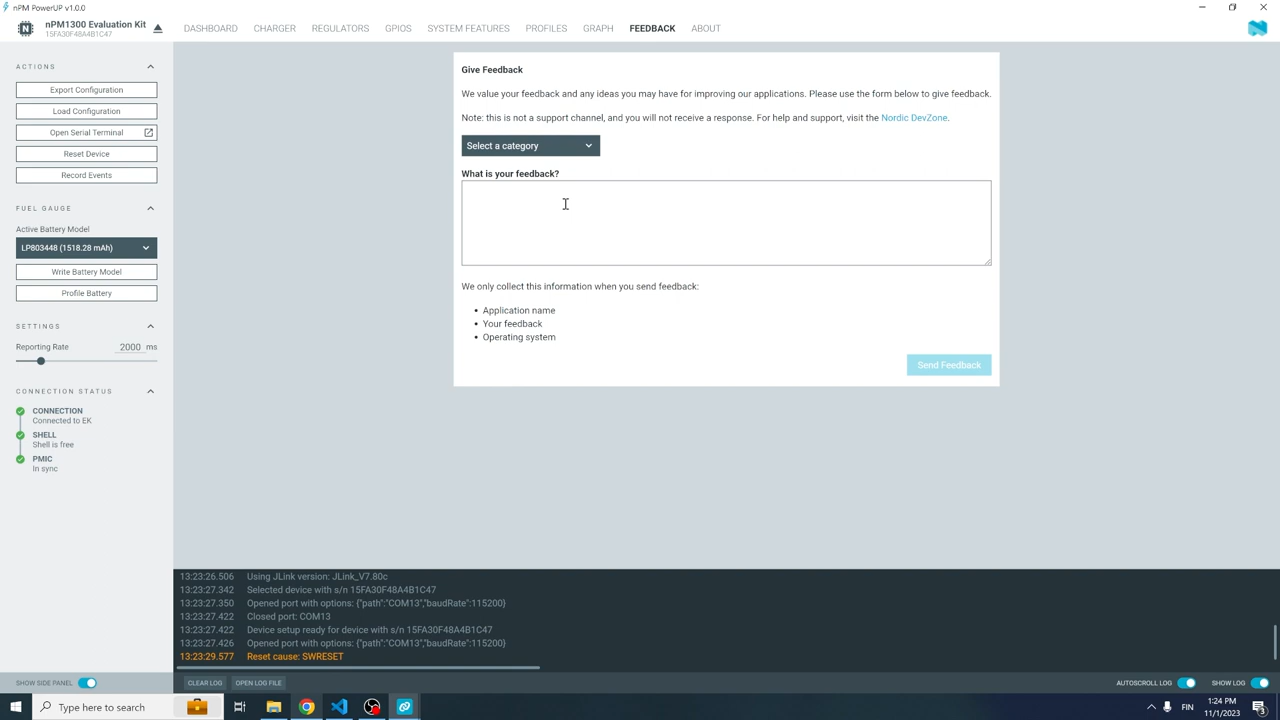 nPM PowerUP v1.0.0
nPM1300 Evaluation Kit
15FA30F48A4B1C47
DASHBOARD CHARGER REGULATORS GPIOS SYSTEM FEATURES PROFILES GRAPH FEEDBACK ABOUT
ACTIONS
Export Configuration
Load Configuration
Open Serial Terminal
Reset Device
Record Events
FUEL GAUGE
Active Battery Model
LP803448 (1518.28 mAh)
Write Battery Model
Profile Battery
SETTINGS
Reporting Rate 2000 ms
CONNECTION STATUS
CONNECTION
Connected to EK
SHELL
Shell is free
PMIC
In sync
Give Feedback
We value your feedback and any ideas you may have for improving our applications. Please use the form below to give feedback.
Note: this is not a support channel, and you will not receive a response. For help and support, visit the Nordic DevZone.
Select a category
What is your feedback?
We only collect this information when you send feedback:
• Application name
• Your feedback
• Operating system
Send Feedback
13:23:26.506 Using JLink version: JLink_V7.80c
13:23:27.342 Selected device with s/n 15FA30F48A4B1C47
13:23:27.350 Opened port with options: {"path":"COM13","baudRate":115200}
13:23:27.422 Closed port: COM13
13:23:27.422 Device setup ready for device with s/n 15FA30F48A4B1C47
13:23:27.426 Opened port with options: {"path":"COM13","baudRate":115200}
13:23:29.577 Reset cause: SWRESET
SHOW SIDE PANEL CLEAR LOG OPEN LOG FILE AUTOSCROLL LOG SHOW LOG
Type here to search
FIN
1:24 PM
11/1/2023
3